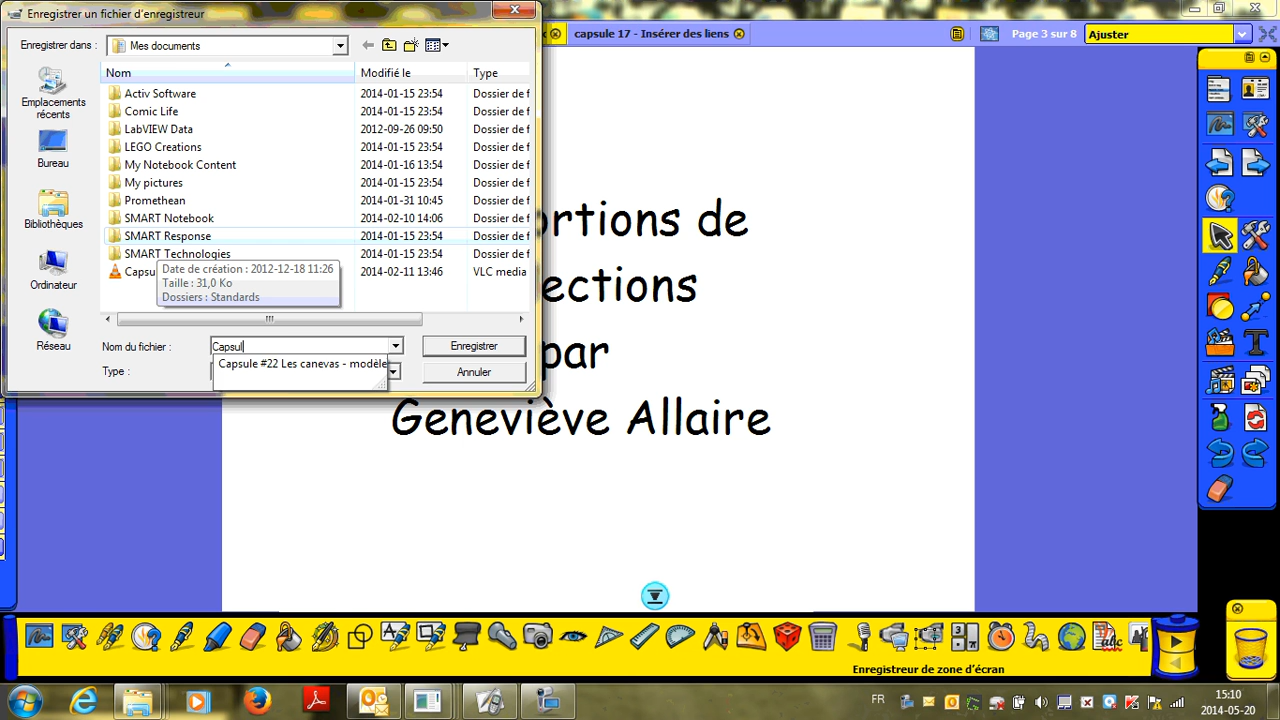 Enregistrer un fichier d'enregistreur
capsule 17 - Insérer des liens
Page 3 sur 8
Ajuster
Enregistrer dans :
Mes documents
Nom
Modifié le
Type
Emplacements récents
Bureau
Bibliothèques
Ordinateur
Réseau
Activ Software 2014-01-15 23:54 Dossier de f
Comic Life 2014-01-15 23:54 Dossier de f
LabVIEW Data 2012-09-26 09:50 Dossier de f
LEGO Creations 2014-01-15 23:54 Dossier de f
My Notebook Content 2014-01-16 13:54 Dossier de f
My pictures 2014-01-15 23:54 Dossier de f
Promethean 2014-01-31 10:45 Dossier de f
SMART Notebook 2014-02-10 14:06 Dossier de f
SMART Response 2014-01-15 23:54 Dossier de f
SMART Technologies 2014-01-15 23:54 Dossier de f
Capsu 2014-02-11 13:46 VLC media
Date de création : 2012-12-18 11:26
Taille : 31,0 Ko
Dossiers : Standards
Nom du fichier : Capsul Enregistrer
Capsule #22 Les canevas - modèle
Type : Annuler
ortions de
ections
par
Geneviève Allaire
abc
Enregistreur de zone d'écran
FR
15:10
2014-05-20